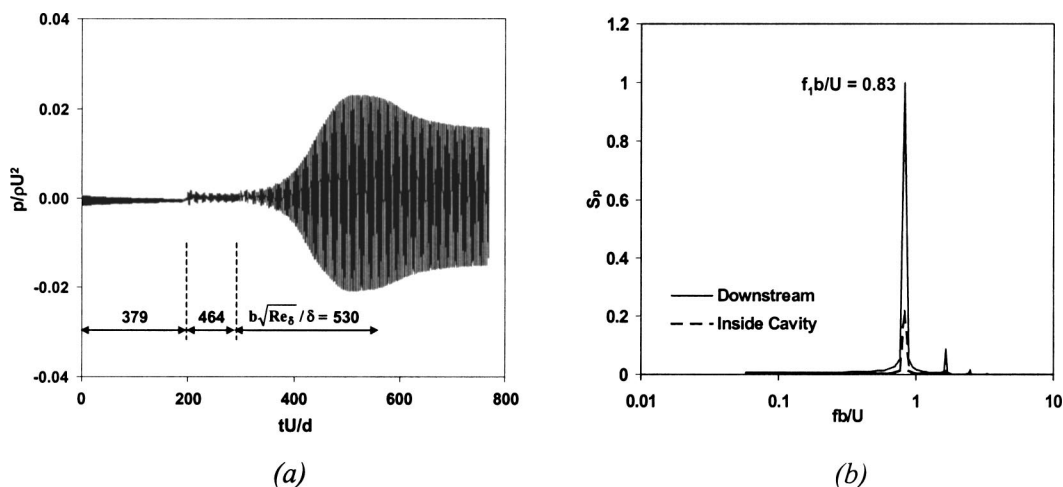 0.04
0.02
0.00
-0.02
-0.04
p/ρU²
379
464
b√Re_δ/δ = 530
0
200
400
600
800
tU/d
(a)
1.2
1
0.8
0.6
0.4
0.2
0
S_p
f₁b/U = 0.83
Downstream
Inside Cavity
0.01
0.1
1
10
fb/U
(b)